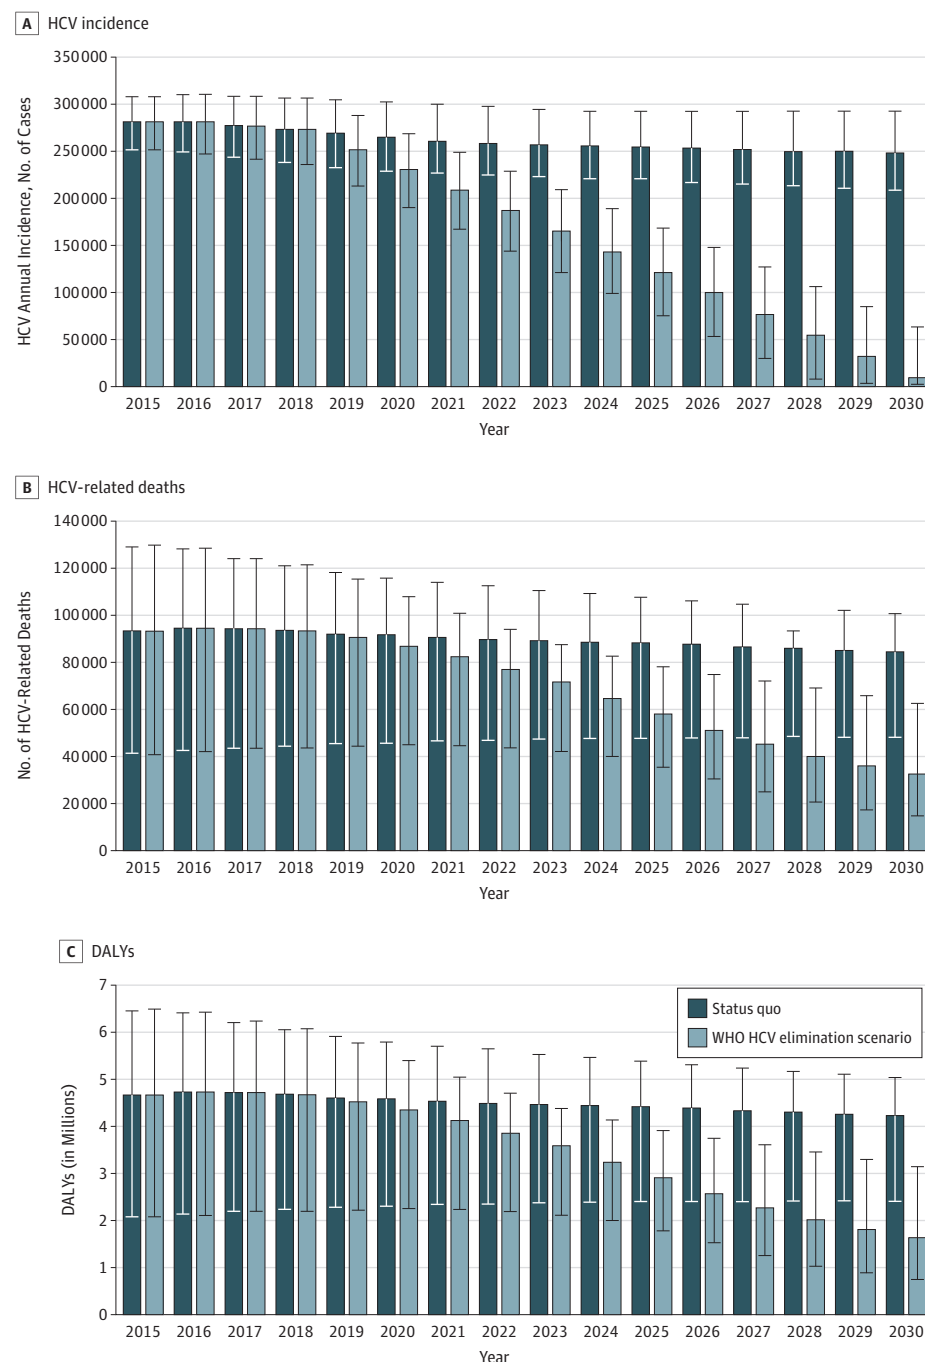 A HCV incidence
350000
300000
250000
200000
150000
100000
50000
0
HCV Annual Incidence, No. of Cases
2015 2016 2017 2018 2019 2020 2021 2022 2023 2024 2025 2026 2027 2028 2029 2030
Year
B HCV-related deaths
140000
120000
100000
80000
60000
40000
20000
0
No. of HCV-Related Deaths
2015 2016 2017 2018 2019 2020 2021 2022 2023 2024 2025 2026 2027 2028 2029 2030
Year
C DALYs
7
6
5
4
3
2
1
0
DALYs (in Millions)
Status quo
WHO HCV elimination scenario
2015 2016 2017 2018 2019 2020 2021 2022 2023 2024 2025 2026 2027 2028 2029 2030
Year